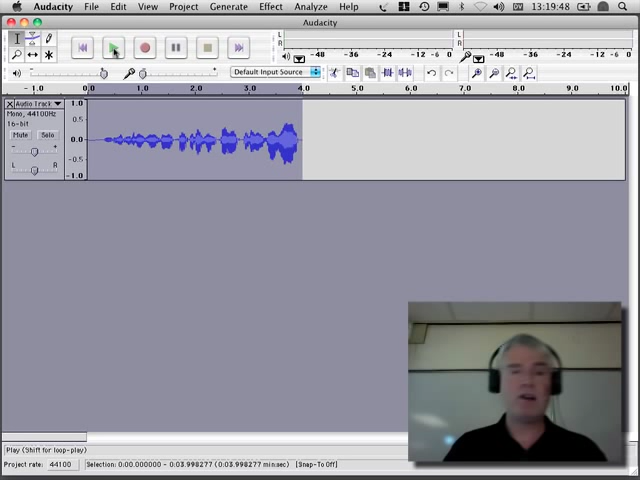 Audacity File Edit View Project Generate Effect Analyze Help 13:19:48
Audacity
L
R
-48 -36 -24 -12 0
L
R
-48 -36 -24 -12 0
Default Input Source
-1.0 0.0 1.0 2.0 3.0 4.0 5.0 6.0 7.0 8.0 9.0 10.0
Audio Track
Mono, 44100Hz
16-bit
Mute Solo
- +
L R
1.0
0.5
0.0
-0.5
-1.0
Play (Shift for loop-play)
Project rate: 44100 Selection: 0:00.000000 - 0:03.998277 (0:03.998277 min:sec) [Snap-To Off]